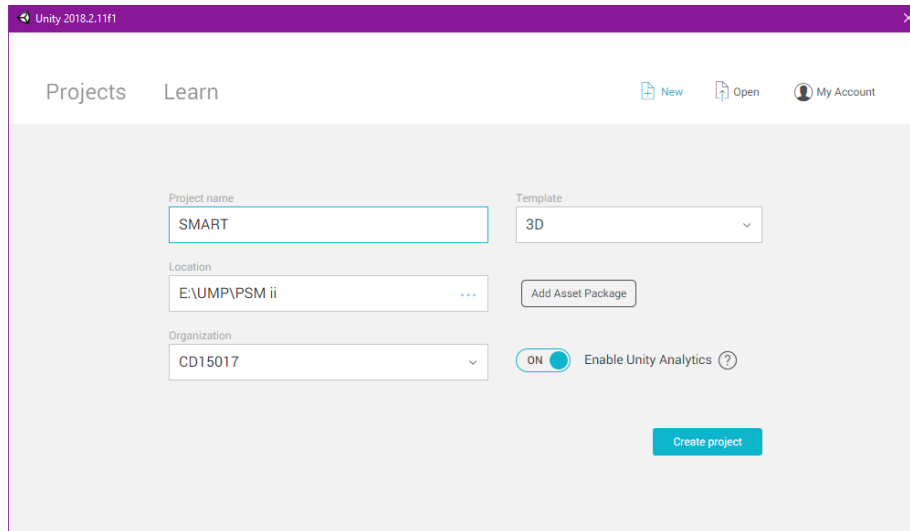 Unity 2018.2.11f1
Projects Learn New Open My Account
Project name Template
SMART 3D
Location
E:\UMP\PSM ii ... Add Asset Package
Organization
CD15017 ON Enable Unity Analytics ?
Create project